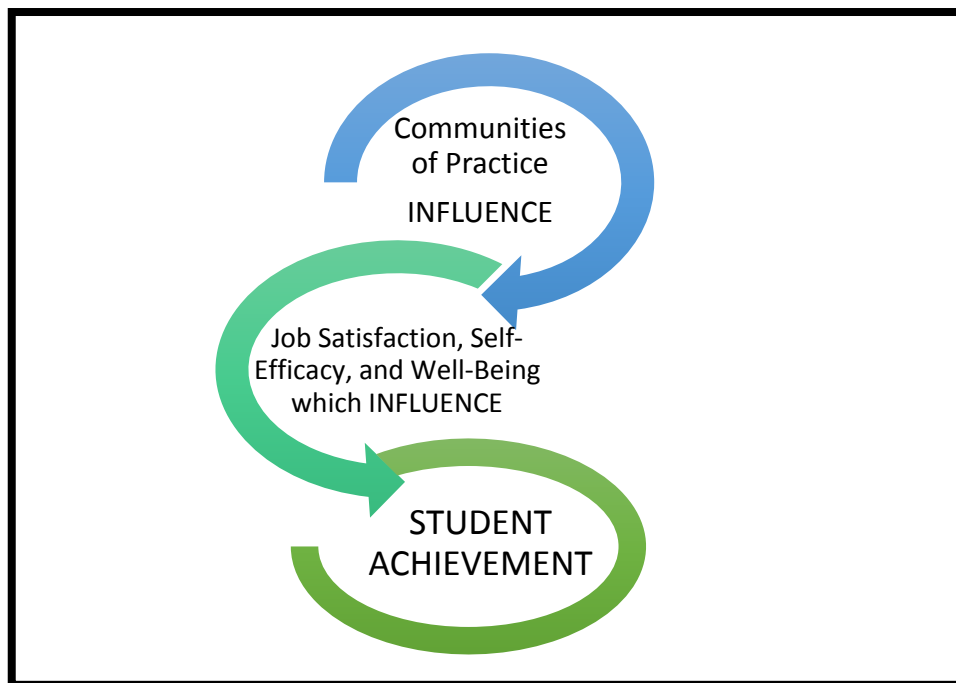 Communities
of Practice
INFLUENCE
Job Satisfaction, Self-
Efficacy, and Well-Being
which INFLUENCE
STUDENT
ACHIEVEMENT